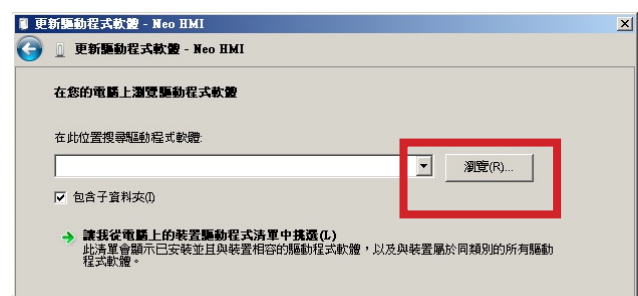 更新驅動程式軟體 - Neo HMI
更新驅動程式軟體 - Neo HMI
在您的電腦上瀏覽驅動程式軟體
在此位置搜尋驅動程式軟體:
瀏覽(R)...
包含子資料夾(I)
讓我從電腦上的裝置驅動程式清單中挑選(L)
此清單會顯示已安裝並且與裝置相容的驅動程式軟體，以及與裝置屬於同類別的所有驅動
程式軟體。